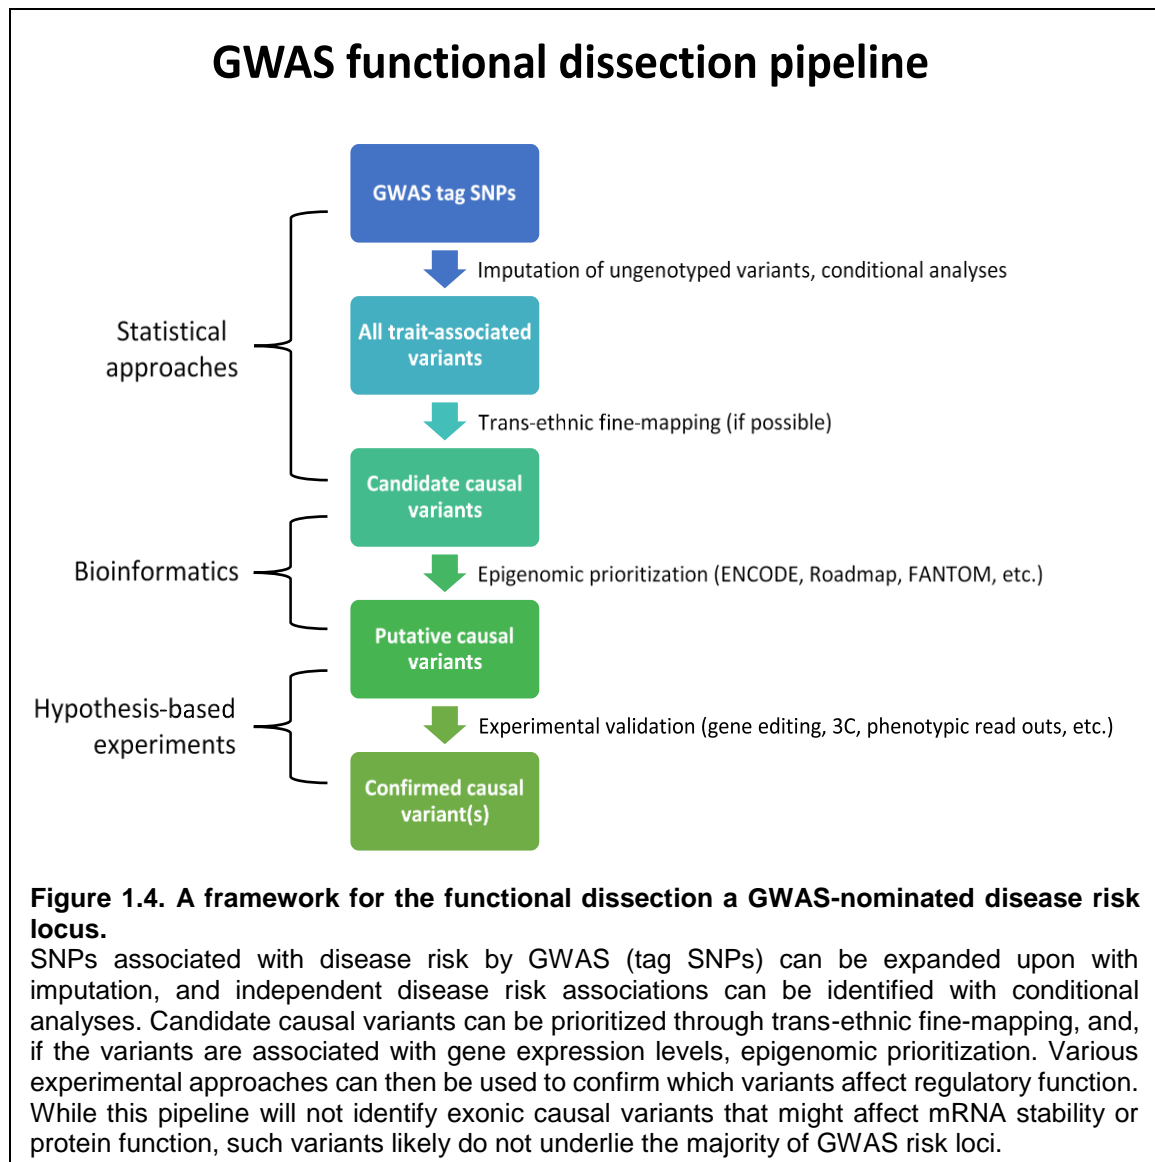 GWAS functional dissection pipeline
GWAS tag SNPs
Imputation of ungenotyped variants, conditional analyses
Statistical
approaches
All trait-associated
variants
Trans-ethnic fine-mapping (if possible)
Candidate causal
variants
Bioinformatics
Epigenomic prioritization (ENCODE, Roadmap, FANTOM, etc.)
Putative causal
variants
Hypothesis-based
experiments
Experimental validation (gene editing, 3C, phenotypic read outs, etc.)
Confirmed causal
variant(s)
Figure 1.4. A framework for the functional dissection a GWAS-nominated disease risk
locus.
SNPs associated with disease risk by GWAS (tag SNPs) can be expanded upon with
imputation, and independent disease risk associations can be identified with conditional
analyses. Candidate causal variants can be prioritized through trans-ethnic fine-mapping, and,
if the variants are associated with gene expression levels, epigenomic prioritization. Various
experimental approaches can then be used to confirm which variants affect regulatory function.
While this pipeline will not identify exonic causal variants that might affect mRNA stability or
protein function, such variants likely do not underlie the majority of GWAS risk loci.